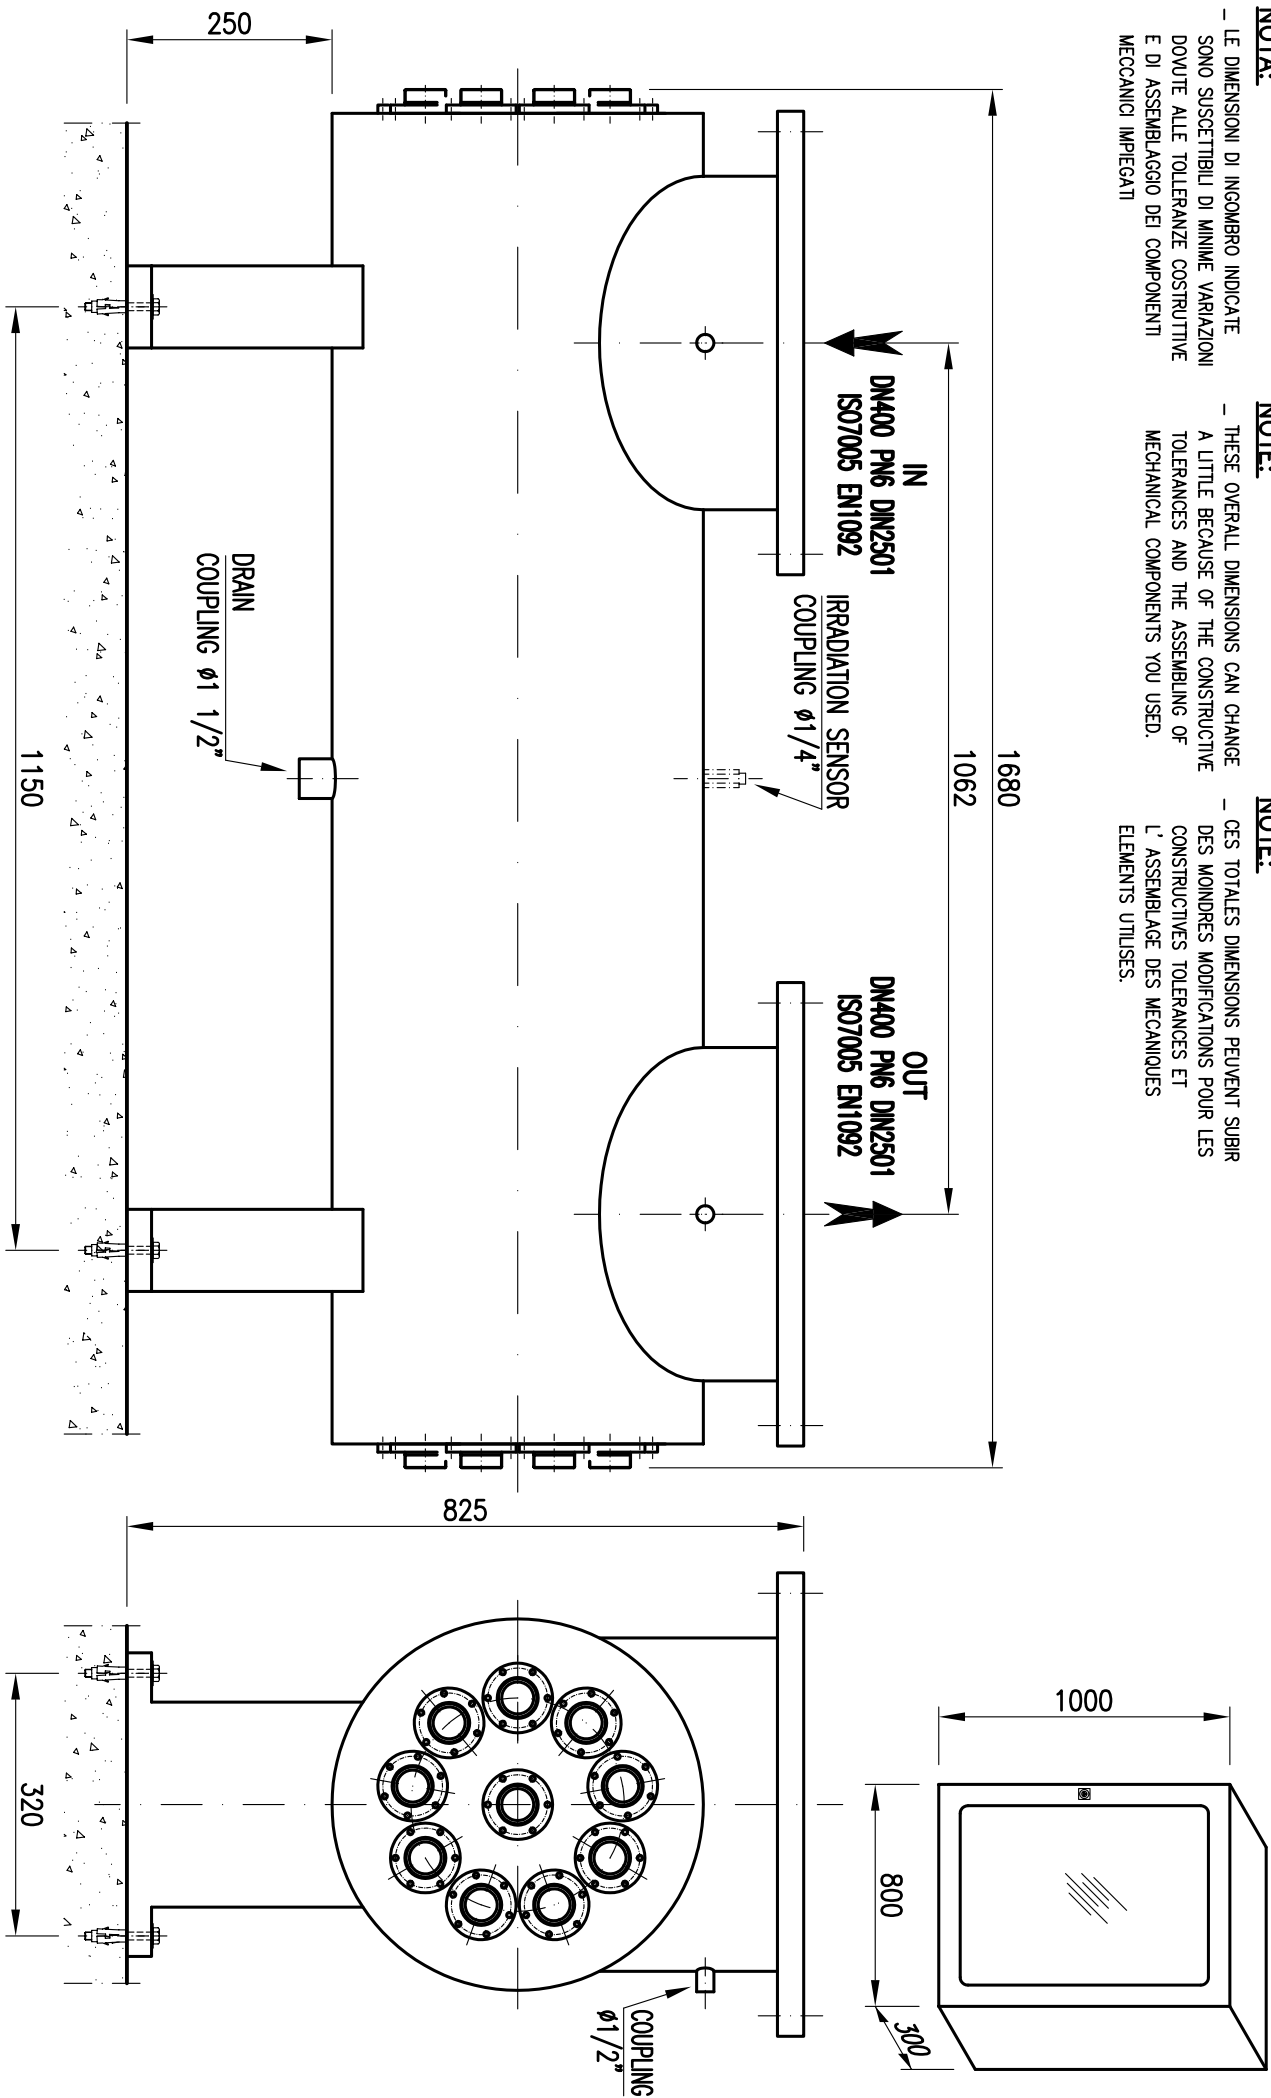 NOTA:
_ LE DIMENSIONI DI INGOMBRO INDICATE
SONO SUSCETTIBILI DI MINIME VARIAZIONI
DOVUTE ALLE TOLLERANZE COSTRUTTIVE
E DI ASSEMBLAGGIO DEI COMPONENTI
MECCANICI IMPIEGATI
NOTE:
_ THESE OVERALL DIMENSIONS CAN CHANGE
A LITTLE BECAUSE OF THE CONSTRUCTIVE
TOLERANCES AND THE ASSEMBLING OF
MECHANICAL COMPONENTS YOU USED.
NOTE:
_ CES TOTALES DIMENSIONS PEUVENT SUBIR
DES MOINDRES MODIFICATIONS POUR LES
CONSTRUCTIVES TOLERANCES ET
L' ASSEMBLAGE DES MECANIQUES
ELEMENTS UTILISES.
1680
1062
IN
DN400 PN6 DIN2501
ISO7005 EN1092
OUT
DN400 PN6 DIN2501
ISO7005 EN1092
IRRADIATION SENSOR
COUPLING ø1/4"
DRAIN
COUPLING ø1 1/2"
250
1150
825
320
COUPLING
ø1/2"
1000
800
300